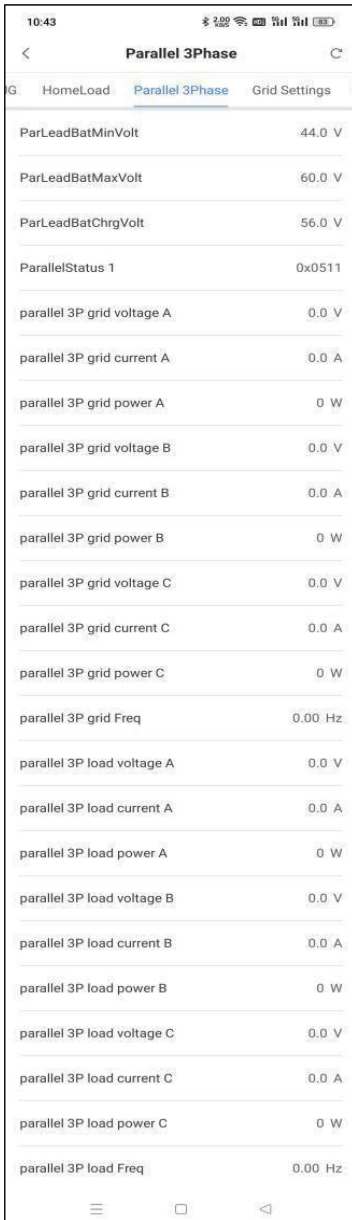 10:43 2.00 KB/S HD 5G 5G 83
Parallel 3Phase
HomeLoad Parallel 3Phase Grid Settings
ParLeadBatMinVolt 44.0 V
ParLeadBatMaxVolt 60.0 V
ParLeadBatChrgVolt 56.0 V
ParallelStatus 1 0x0511
parallel 3P grid voltage A 0.0 V
parallel 3P grid current A 0.0 A
parallel 3P grid power A 0 W
parallel 3P grid voltage B 0.0 V
parallel 3P grid current B 0.0 A
parallel 3P grid power B 0 W
parallel 3P grid voltage C 0.0 V
parallel 3P grid current C 0.0 A
parallel 3P grid power C 0 W
parallel 3P grid Freq 0.00 Hz
parallel 3P load voltage A 0.0 V
parallel 3P load current A 0.0 A
parallel 3P load power A 0 W
parallel 3P load voltage B 0.0 V
parallel 3P load current B 0.0 A
parallel 3P load power B 0 W
parallel 3P load voltage C 0.0 V
parallel 3P load current C 0.0 A
parallel 3P load power C 0 W
parallel 3P load Freq 0.00 Hz